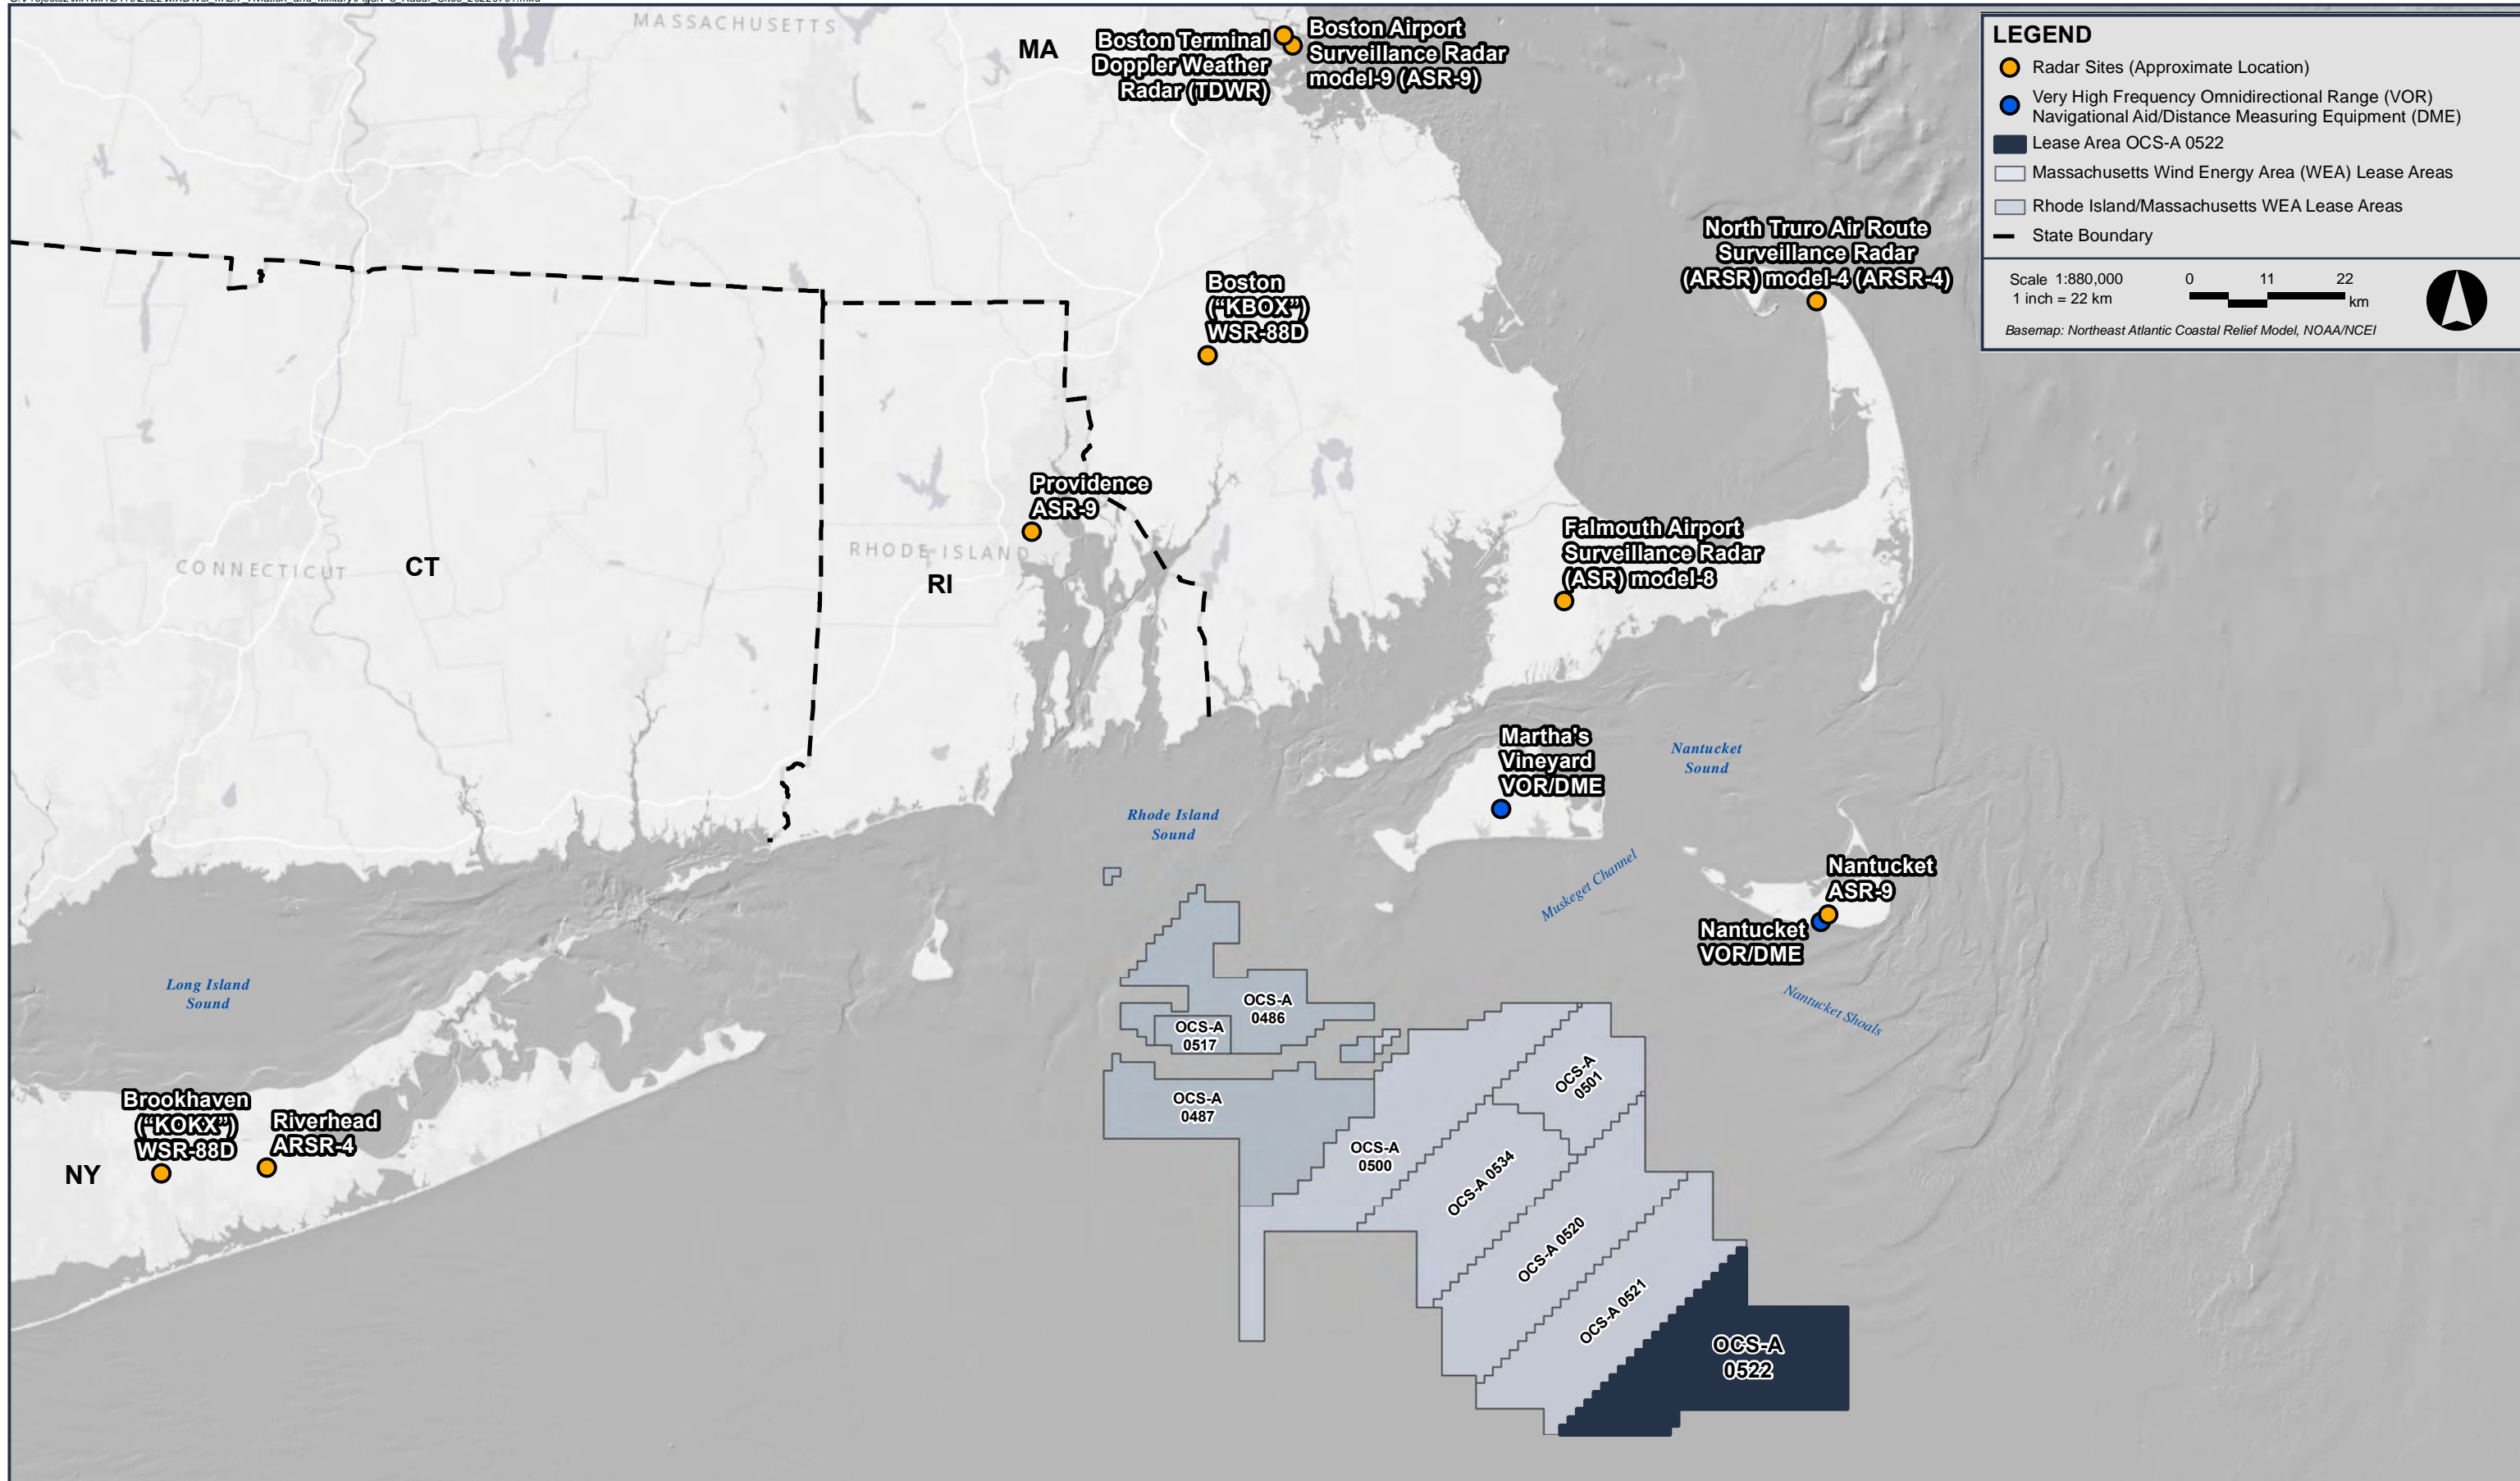 MASSACHUSETTS
MA
Boston Terminal
Doppler Weather
Radar (TDWR)
Boston Airport
Surveillance Radar
model-9 (ASR-9)
LEGEND
Radar Sites (Approximate Location)
Very High Frequency Omnidirectional Range (VOR)
Navigational Aid/Distance Measuring Equipment (DME)
Lease Area OCS-A 0522
Massachusetts Wind Energy Area (WEA) Lease Areas
Rhode Island/Massachusetts WEA Lease Areas
State Boundary
Scale 1:880,000
1 inch = 22 km
0 11 22
km
Basemap: Northeast Atlantic Coastal Relief Model, NOAA/NCEI
North Truro Air Route
Surveillance Radar
(ARSR) model-4 (ARSR-4)
Boston
(“KBOX”)
WSR-88D
Providence
ASR-9
RHODE ISLAND
RI
CONNECTICUT
CT
Falmouth Airport
Surveillance Radar
(ASR) model-8
Martha's
Vineyard
VOR/DME
Nantucket
Sound
Rhode Island
Sound
Muskeget Channel
Nantucket
ASR-9
Nantucket
VOR/DME
Nantucket Shoals
Long Island
Sound
Brookhaven
(“KOKX”)
WSR-88D
Riverhead
ARSR-4
NY
OCS-A
0486
OCS-A
0517
OCS-A
0487
OCS-A
0500
OCS-A
0501
OCS-A 0534
OCS-A 0520
OCS-A 0521
OCS-A
0522